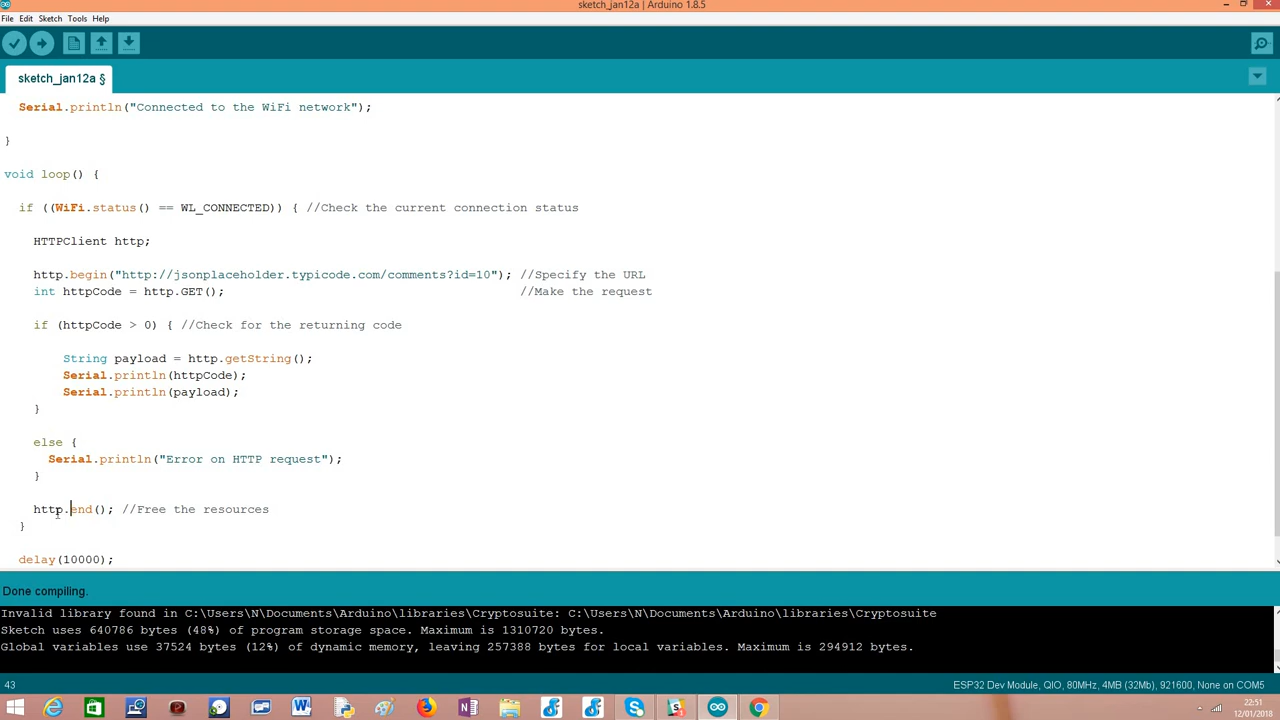 sketch_jan12a | Arduino 1.8.5
File Edit Sketch Tools Help
sketch_jan12a §
Serial.println("Connected to the WiFi network");
}
void loop() {
if ((WiFi.status() == WL_CONNECTED)) { //Check the current connection status
HTTPClient http;
http.begin("http://jsonplaceholder.typicode.com/comments?id=10"); //Specify the URL
int httpCode = http.GET(); //Make the request
if (httpCode > 0) { //Check for the returning code
String payload = http.getString();
Serial.println(httpCode);
Serial.println(payload);
}
else {
Serial.println("Error on HTTP request");
}
http.end(); //Free the resources
}
delay(10000);
Done compiling.
Invalid library found in C:\Users\N\Documents\Arduino\libraries\Cryptosuite: C:\Users\N\Documents\Arduino\libraries\Cryptosuite
Sketch uses 640786 bytes (48%) of program storage space. Maximum is 1310720 bytes.
Global variables use 37524 bytes (12%) of dynamic memory, leaving 257388 bytes for local variables. Maximum is 294912 bytes.
43 ESP32 Dev Module, QIO, 80MHz, 4MB (32Mb), 921600, None on COM5
22:51
12/01/2018